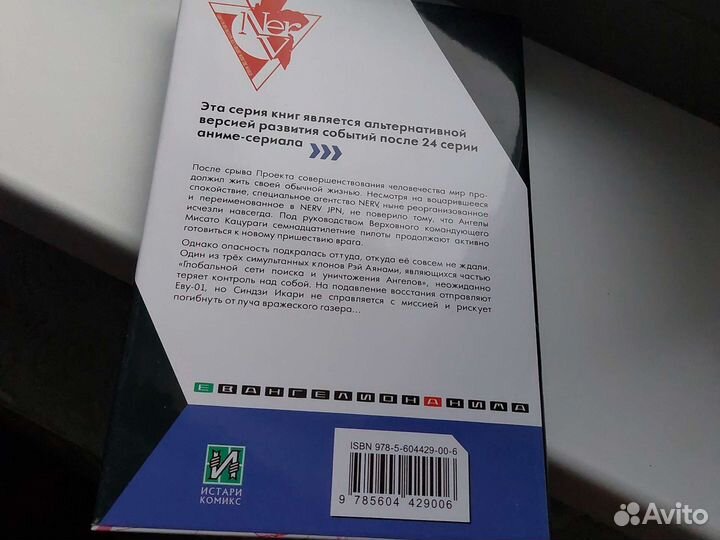 Nerv
Эта серия книг является альтернативной
версией развития событий после 24 серии
аниме-сериала
После срыва Проекта совершенствования человечества мир про-
должил жить своей обычной жизнью. Несмотря на воцарившееся
спокойствие, специальное агентство NERV, ныне реорганизованное
и переименованное в NERV JPN, не поверило тому, что Ангелы
исчезли навсегда. Под руководством Верховного командующего
Мисато Кацураги семнадцатилетние пилоты продолжают активно
готовиться к новому пришествию врага.
Однако опасность подкралась оттуда, откуда её совсем не ждали.
Один из трёх симультанных клонов Рэй Аянами, являющихся частью
«Глобальной сети поиска и уничтожения Ангелов», неожиданно
теряет контроль над собой. На подавление восстания отправляют
Еву-01, но Синдзи Икари не справляется с миссией и рискует
погибнуть от луча вражеского газера...
ЕВАНГЕЛИОНАНИМА
ISBN 978-5-604429-00-6
9 785604 429006
ИСТАРИ
КОМИКС
Avito